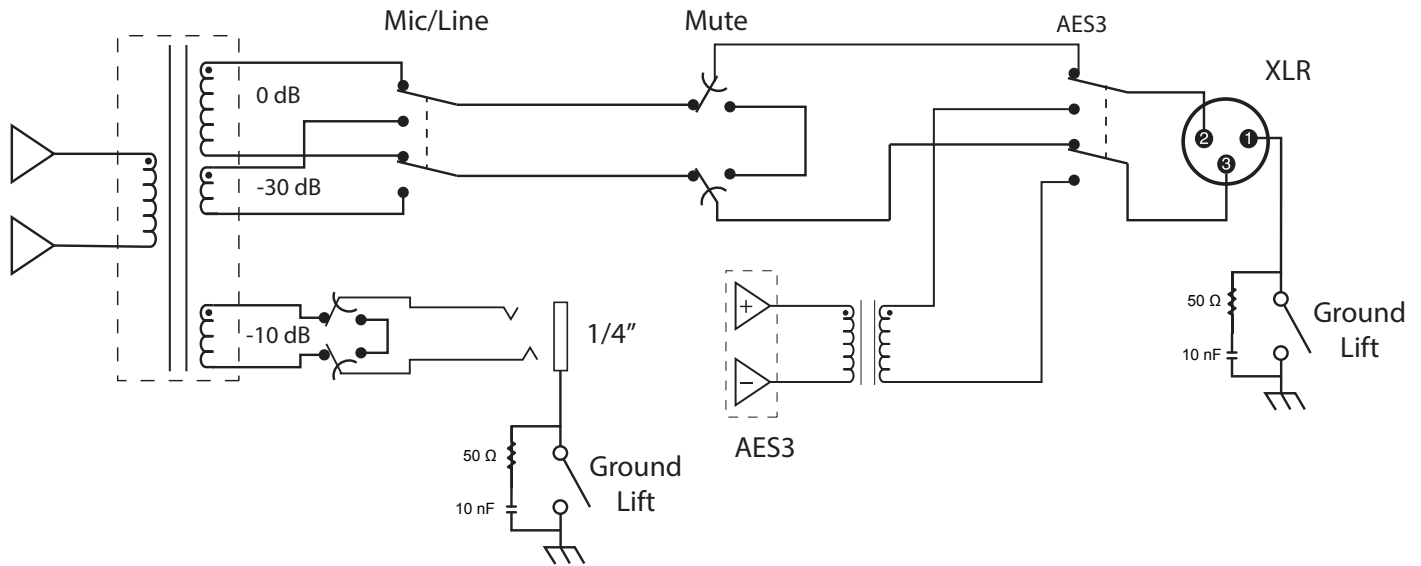 Mic/Line
Mute
AES3
XLR
0 dB
-30 dB
2
1
3
-10 dB
1/4”
+
−
AES3
50 Ω
10 nF
Ground
Lift
50 Ω
10 nF
Ground
Lift